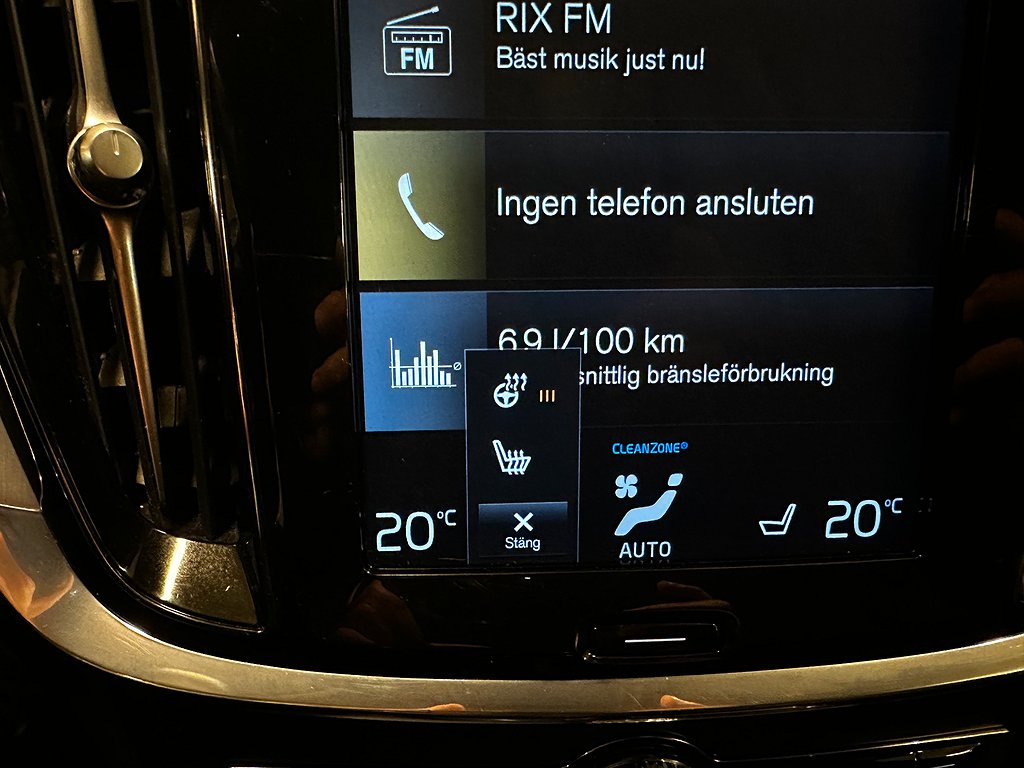 RIX FM
FM
Bäst musik just nu!
Ingen telefon ansluten
6,9 l/100 km
snittlig bränsleförbrukning
CLEANZONE®
20°C
Stäng
AUTO
20°C